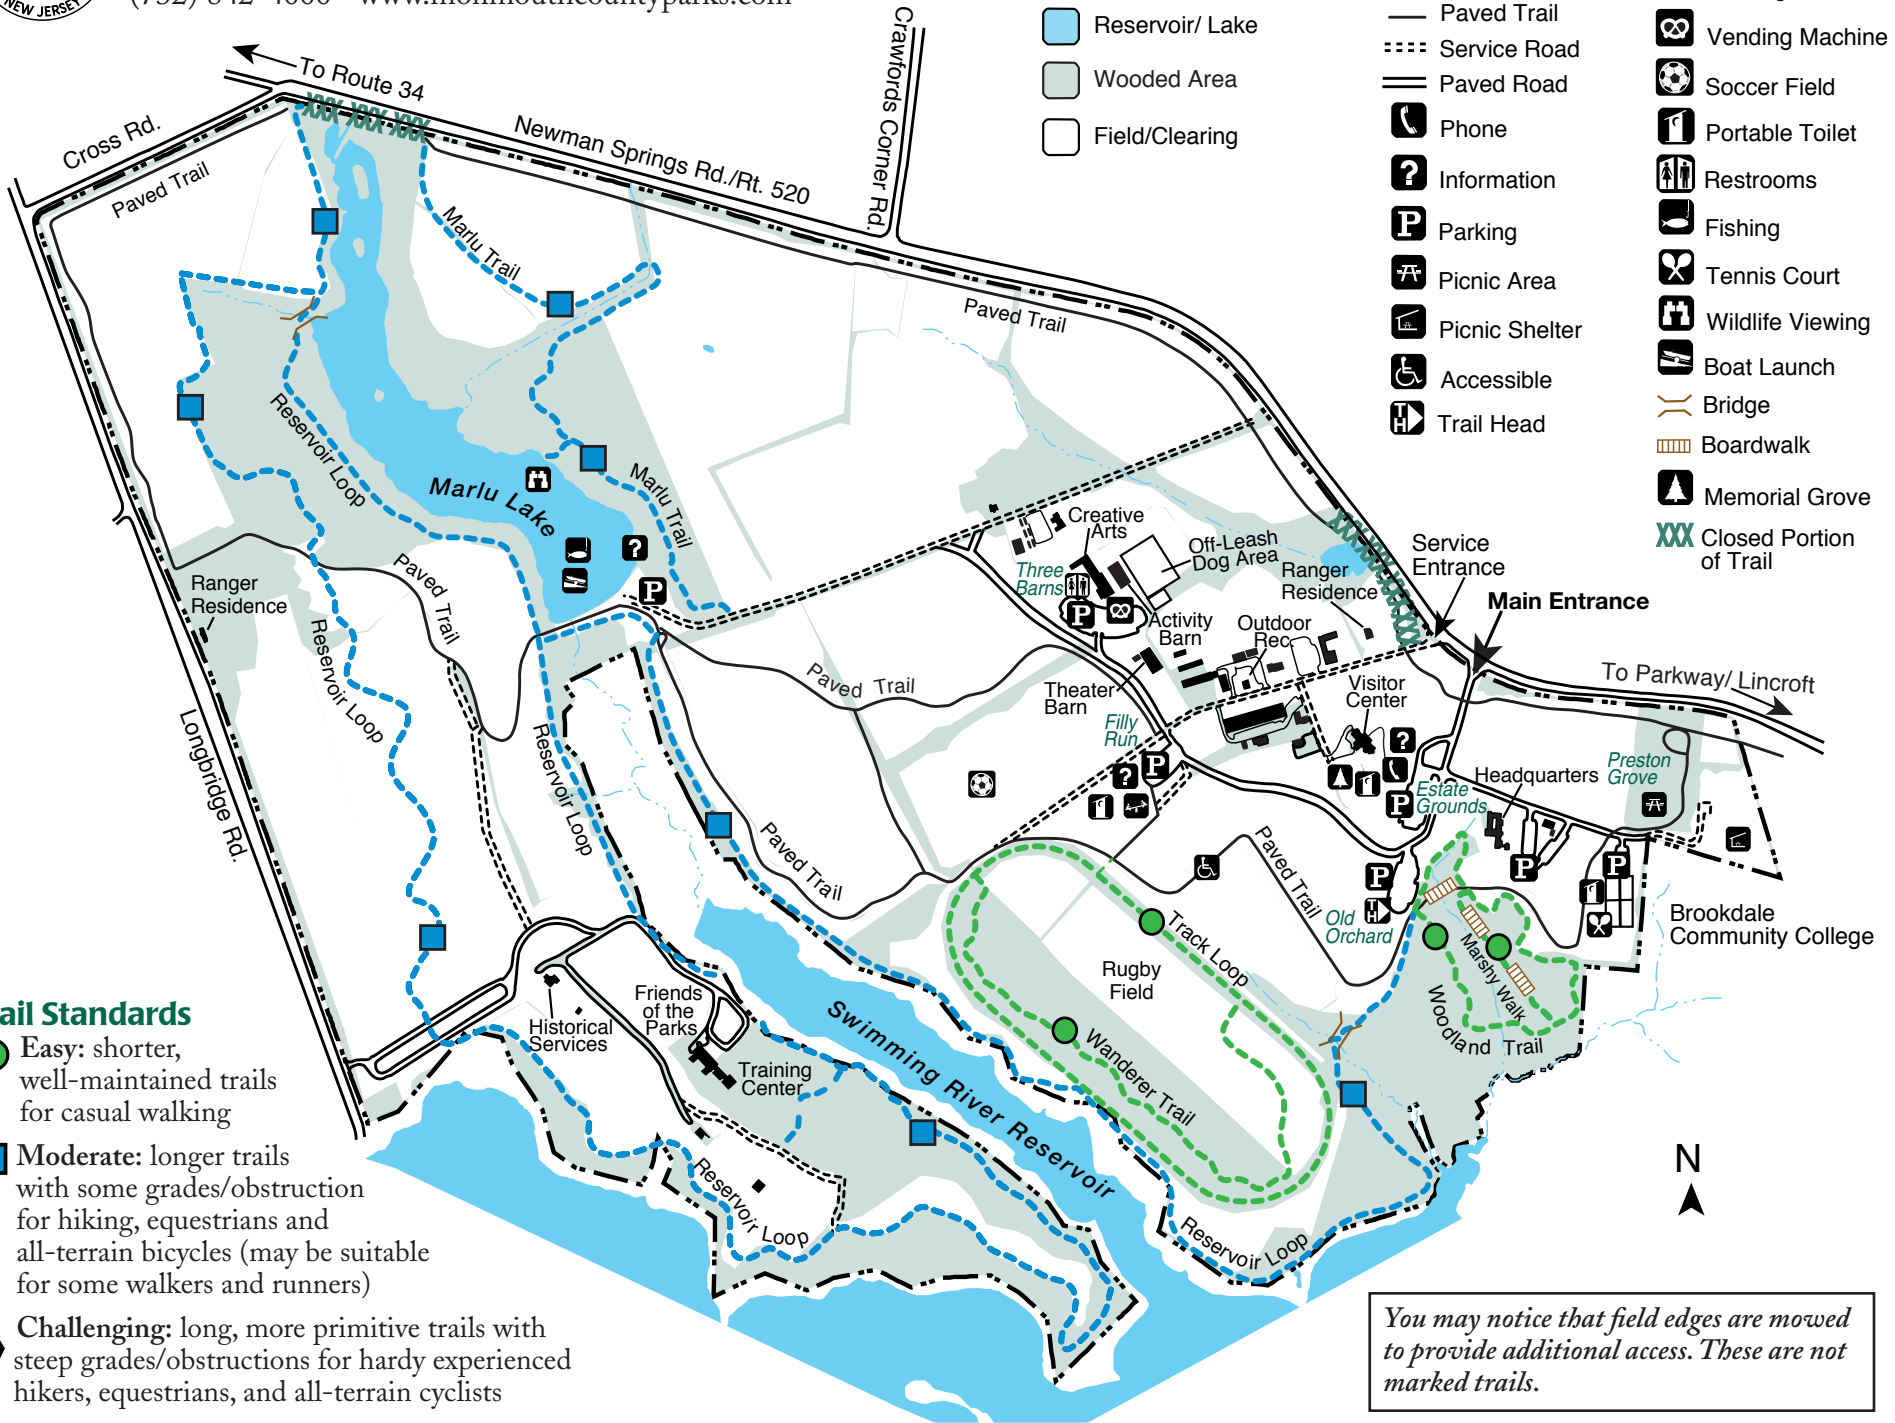 NEW JERSEY
(732) 842-4000 www.monmouthcountyparks.com
Reservoir/ Lake
Wooded Area
Field/Clearing
Paved Trail
Service Road
Paved Road
Phone
Information
Parking
Picnic Area
Picnic Shelter
Accessible
Trail Head
Vending Machine
Soccer Field
Portable Toilet
Restrooms
Fishing
Tennis Court
Wildlife Viewing
Boat Launch
Bridge
Boardwalk
Memorial Grove
XXX Closed Portion
of Trail
To Route 34
Cross Rd.
Paved Trail
Newman Springs Rd./Rt. 520
Crawfords Corner Rd.
Marlu Trail
Paved Trail
Reservoir Loop
Marlu Lake
Marlu Trail
Creative
Arts
Off-Leash
Dog Area
Three
Barns
Ranger
Residence
Service
Entrance
Main Entrance
Ranger
Residence
Paved Trail
Reservoir Loop
Activity
Barn
Outdoor
Rec.
To Parkway/ Lincroft
Paved Trail
Theater
Barn
Visitor
Center
Filly
Run
Longbridge Rd.
Reservoir Loop
Headquarters
Preston
Grove
Estate
Grounds
Paved Trail
Paved Trail
Old
Orchard
Brookdale
Community College
Track Loop
Rugby
Field
Marshy Walk
Woodland Trail
Friends
of the
Parks
Historical
Services
Swimming River Reservoir
Wanderer Trail
Training
Center
Reservoir Loop
Reservoir Loop
N
ail Standards
Easy: shorter,
well-maintained trails
for casual walking
Moderate: longer trails
with some grades/obstruction
for hiking, equestrians and
all-terrain bicycles (may be suitable
for some walkers and runners)
Challenging: long, more primitive trails with
steep grades/obstructions for hardy experienced
hikers, equestrians, and all-terrain cyclists
You may notice that field edges are mowed
to provide additional access. These are not
marked trails.